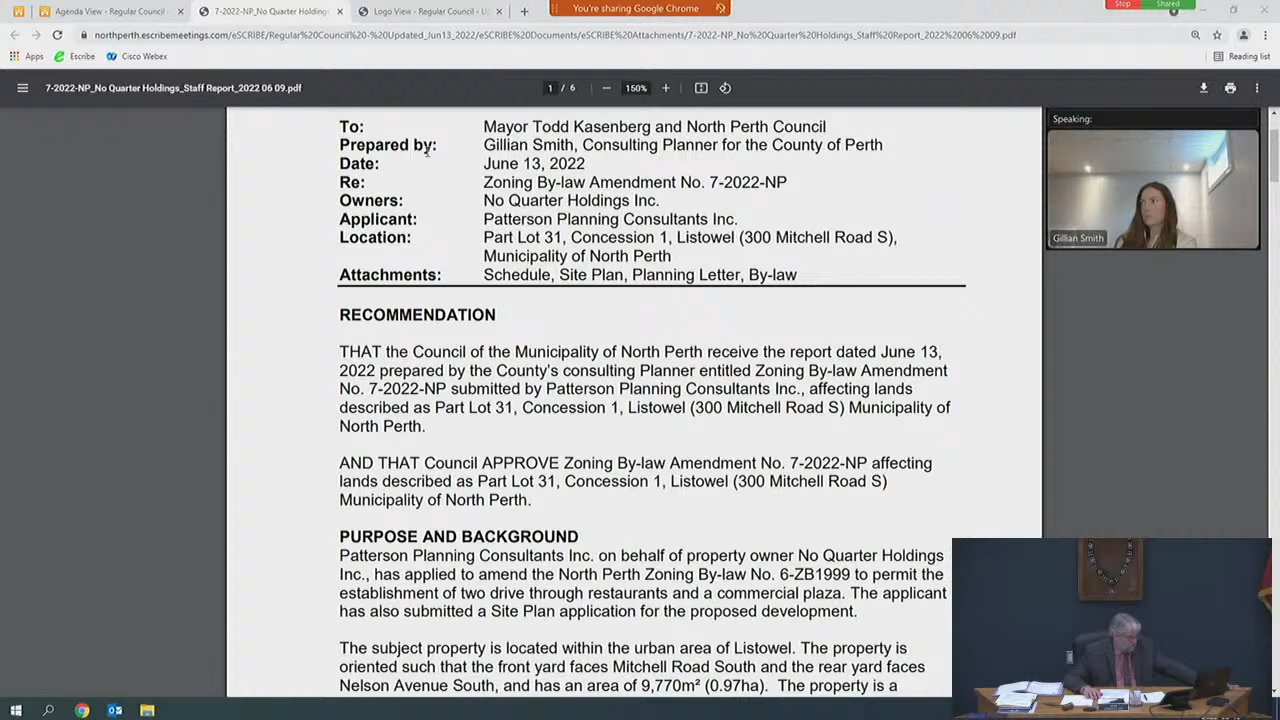 Agenda View - Regular Council
7-2022-NP_No Quarter Holdings
Logo View - Regular Council - U
You're sharing Google Chrome
Stop
Shared
northperth.escribemeetings.com/eSCRIBE/Regular%20Council%20-%20Updated_Jun13_2022/eSCRIBE%20Documents/eSCRIBE%20Attachments/7-2022-NP_No%20Quarter%20Holdings_Staff%20Report_2022%2006%2009.pdf
Apps
Escribe
Cisco Webex
Reading list
7-2022-NP_No Quarter Holdings_Staff Report_2022 06 09.pdf
1 / 6
150%
To: Mayor Todd Kasenberg and North Perth Council
Prepared by: Gillian Smith, Consulting Planner for the County of Perth
Date: June 13, 2022
Re: Zoning By-law Amendment No. 7-2022-NP
Owners: No Quarter Holdings Inc.
Applicant: Patterson Planning Consultants Inc.
Location: Part Lot 31, Concession 1, Listowel (300 Mitchell Road S),
Municipality of North Perth
Attachments: Schedule, Site Plan, Planning Letter, By-law
RECOMMENDATION
THAT the Council of the Municipality of North Perth receive the report dated June 13,
2022 prepared by the County's consulting Planner entitled Zoning By-law Amendment
No. 7-2022-NP submitted by Patterson Planning Consultants Inc., affecting lands
described as Part Lot 31, Concession 1, Listowel (300 Mitchell Road S) Municipality of
North Perth.
AND THAT Council APPROVE Zoning By-law Amendment No. 7-2022-NP affecting
lands described as Part Lot 31, Concession 1, Listowel (300 Mitchell Road S)
Municipality of North Perth.
PURPOSE AND BACKGROUND
Patterson Planning Consultants Inc. on behalf of property owner No Quarter Holdings
Inc., has applied to amend the North Perth Zoning By-law No. 6-ZB1999 to permit the
establishment of two drive through restaurants and a commercial plaza. The applicant
has also submitted a Site Plan application for the proposed development.
The subject property is located within the urban area of Listowel. The property is
oriented such that the front yard faces Mitchell Road South and the rear yard faces
Nelson Avenue South, and has an area of 9,770m² (0.97ha). The property is a
Speaking:
Gillian Smith